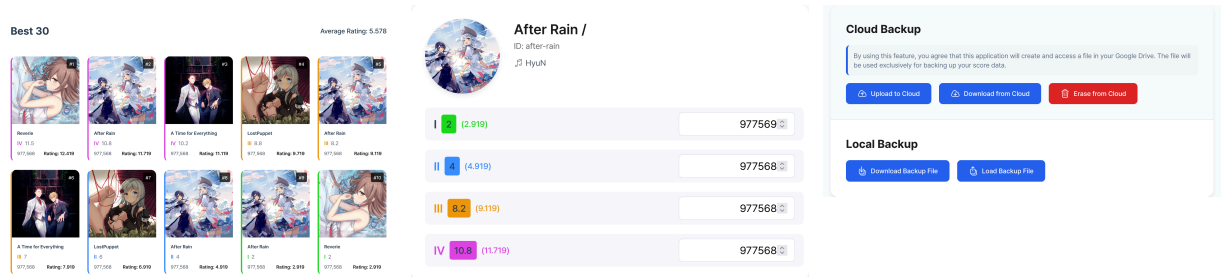 Best 30
Average Rating: 5.578
#1
#2
#3
#4
#5
Reverie
IV 11.5
977,568 Rating: 12.419
After Rain
IV 10.8
977,568 Rating: 11.719
A Time for Everything
IV 10.2
977,568 Rating: 11.119
LostPuppet
III 8.8
977,568 Rating: 9.719
After Rain
III 8.2
977,568 Rating: 9.119
#6
#7
#8
#9
#10
A Time for Everything
III 7
977,568 Rating: 7.919
LostPuppet
II 6
977,568 Rating: 6.919
After Rain
II 4
977,568 Rating: 4.919
After Rain
I 2
977,569 Rating: 2.919
Reverie
I 2
977,568 Rating: 2.919
After Rain /
ID: after-rain
HyuN
I 2 (2.919) 977569
II 4 (4.919) 977568
III 8.2 (9.119) 977568
IV 10.8 (11.719) 977568
Cloud Backup
By using this feature, you agree that this application will create and access a file in your Google Drive. The file will
be used exclusively for backing up your score data.
Upload to Cloud
Download from Cloud
Erase from Cloud
Local Backup
Download Backup File
Load Backup File